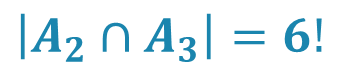 |A₂ ∩ A₃| = 6!